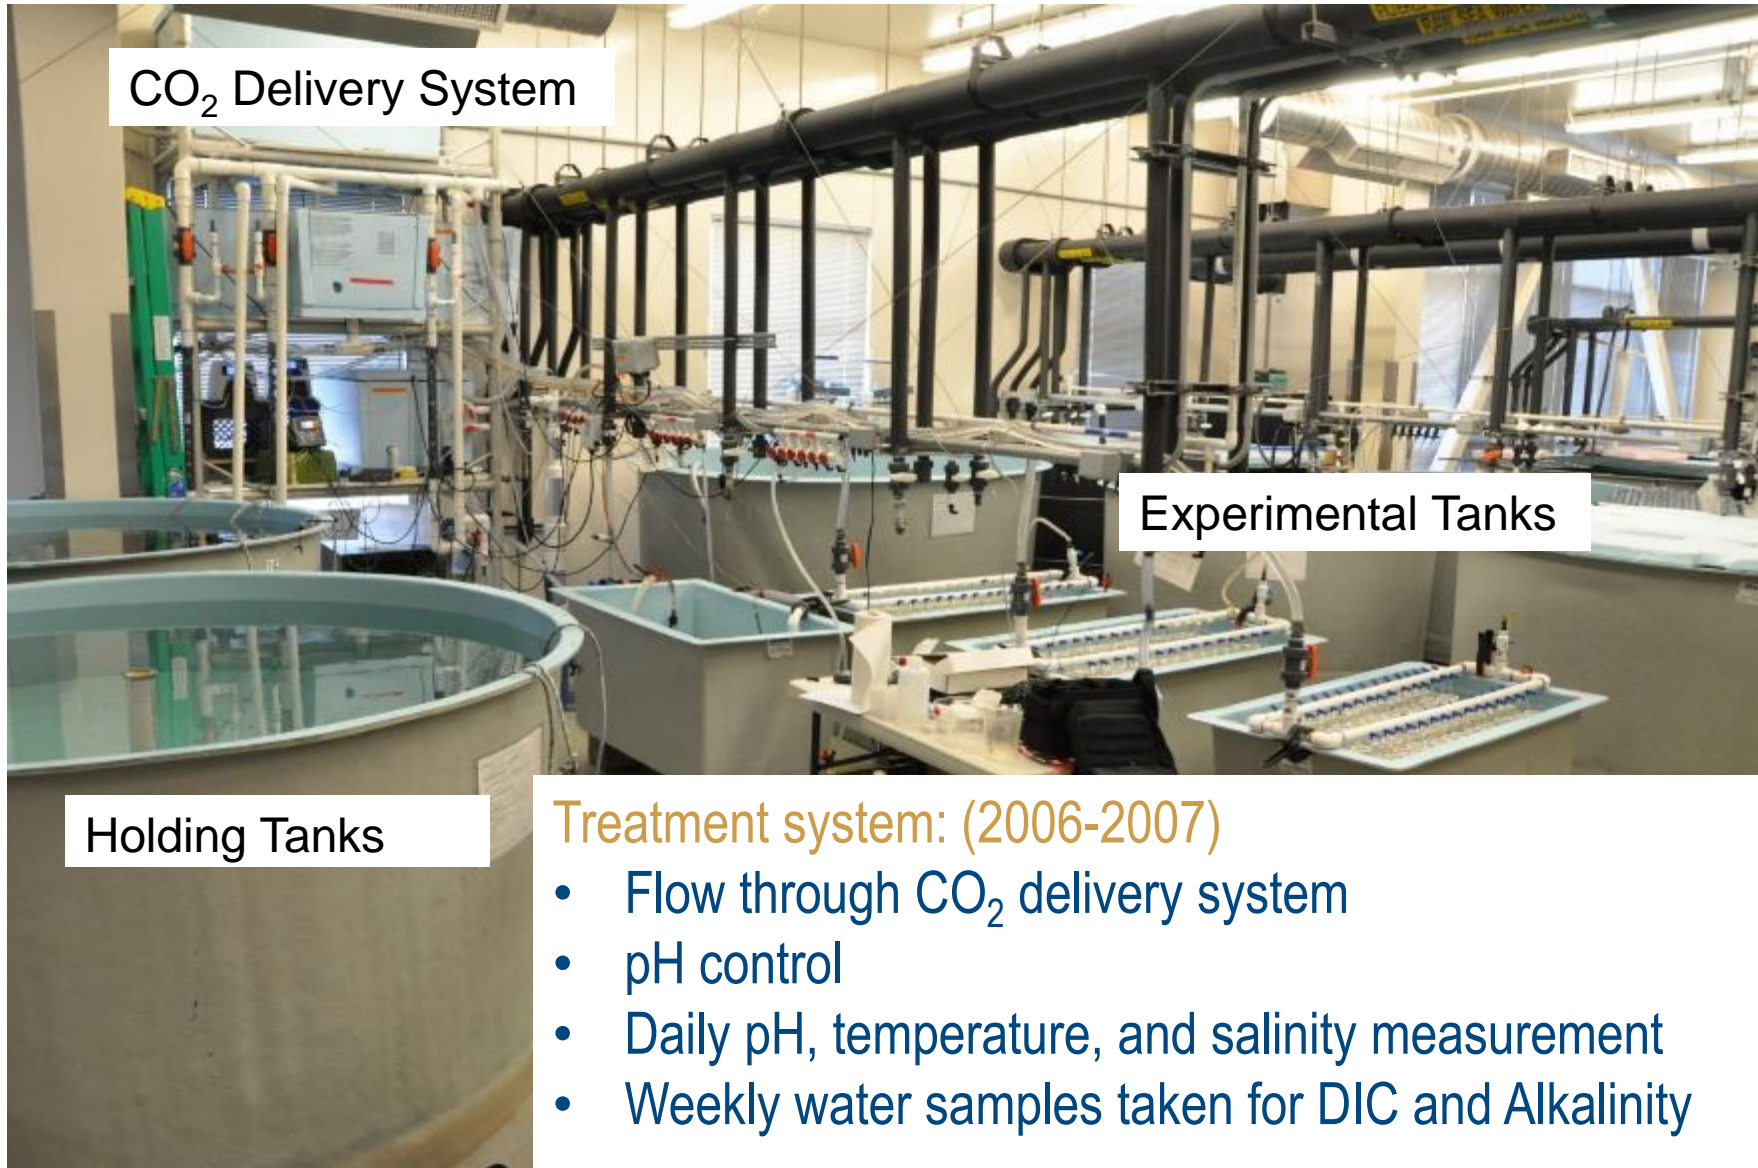 CO₂ Delivery System
Experimental Tanks
Holding Tanks
Treatment system: (2006-2007)
• Flow through CO₂ delivery system
• pH control
• Daily pH, temperature, and salinity measurement
• Weekly water samples taken for DIC and Alkalinity